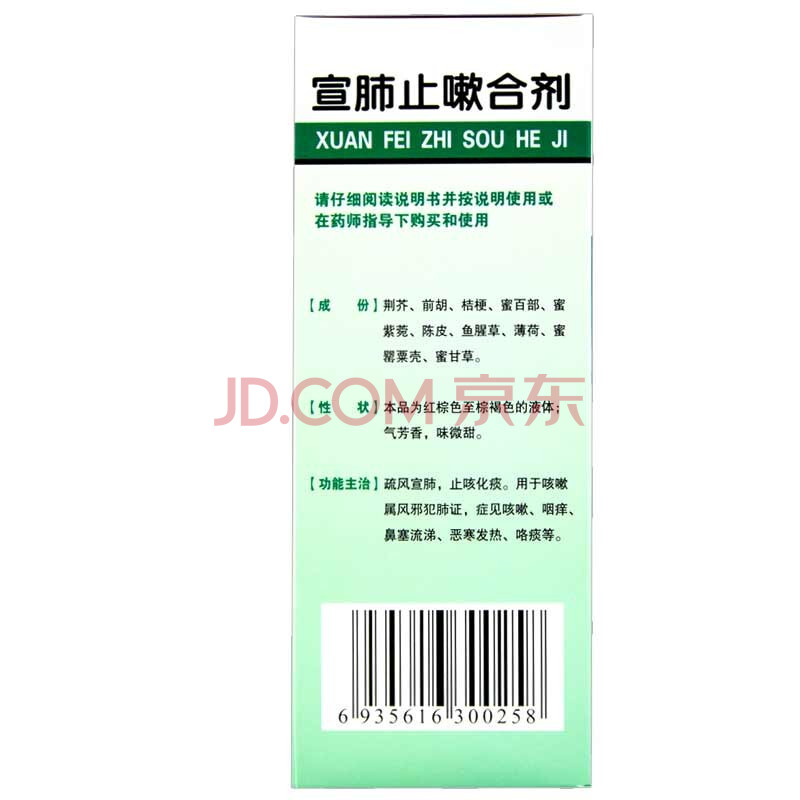 宣肺止嗽合剂
XUAN FEI ZHI SOU HE JI
请仔细阅读说明书并按说明使用或
在药师指导下购买和使用
【成 份】荆芥、前胡、桔梗、蜜百部、蜜
紫菀、陈皮、鱼腥草、薄荷、蜜
罂粟壳、蜜甘草。
JD.COM 京东
【性 状】本品为红棕色至棕褐色的液体；
气芳香，味微甜。
【功能主治】疏风宣肺，止咳化痰。用于咳嗽
属风邪犯肺证，症见咳嗽、咽痒、
鼻塞流涕、恶寒发热、咯痰等。
6 935616 300258